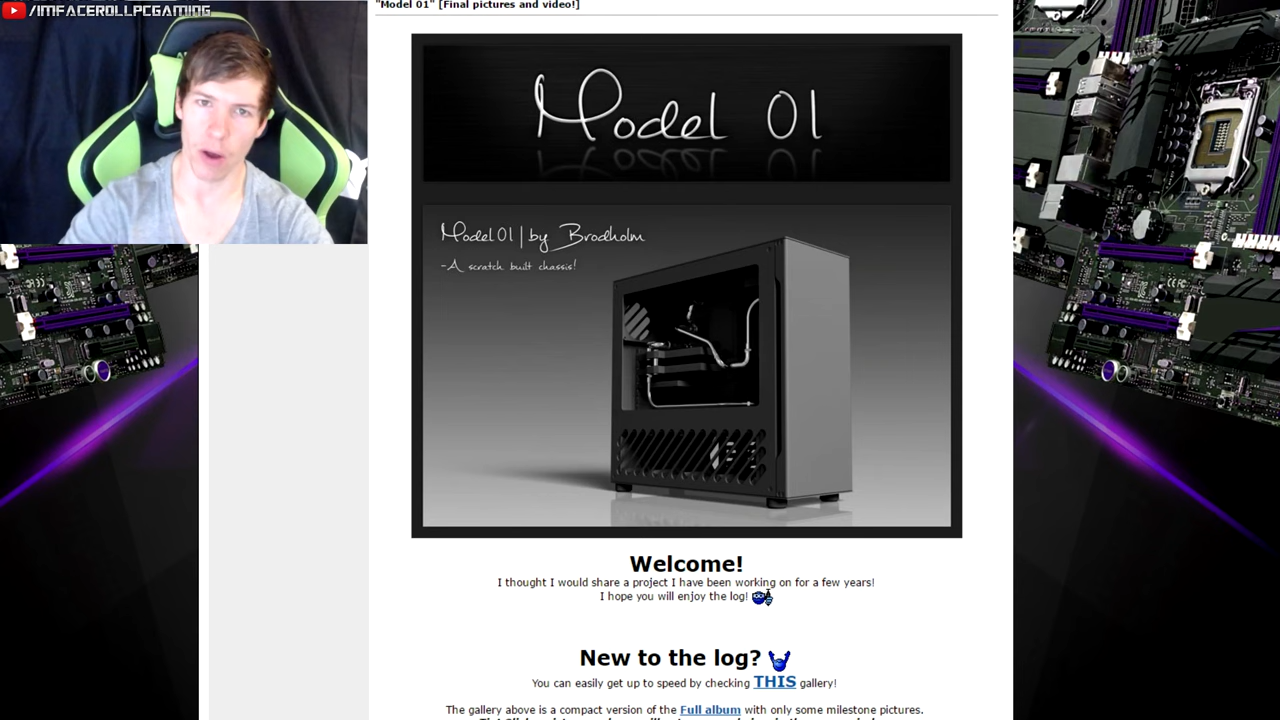 /IMFACEROLLPCGAMING
"Model 01" [Final pictures and video!]
Model 01
Model 01 | by Brodholm
-A scratch built chassis!
Welcome!
I thought I would share a project I have been working on for a few years!
I hope you will enjoy the log!
New to the log?
You can easily get up to speed by checking THIS gallery!
The gallery above is a compact version of the Full album with only some milestone pictures.